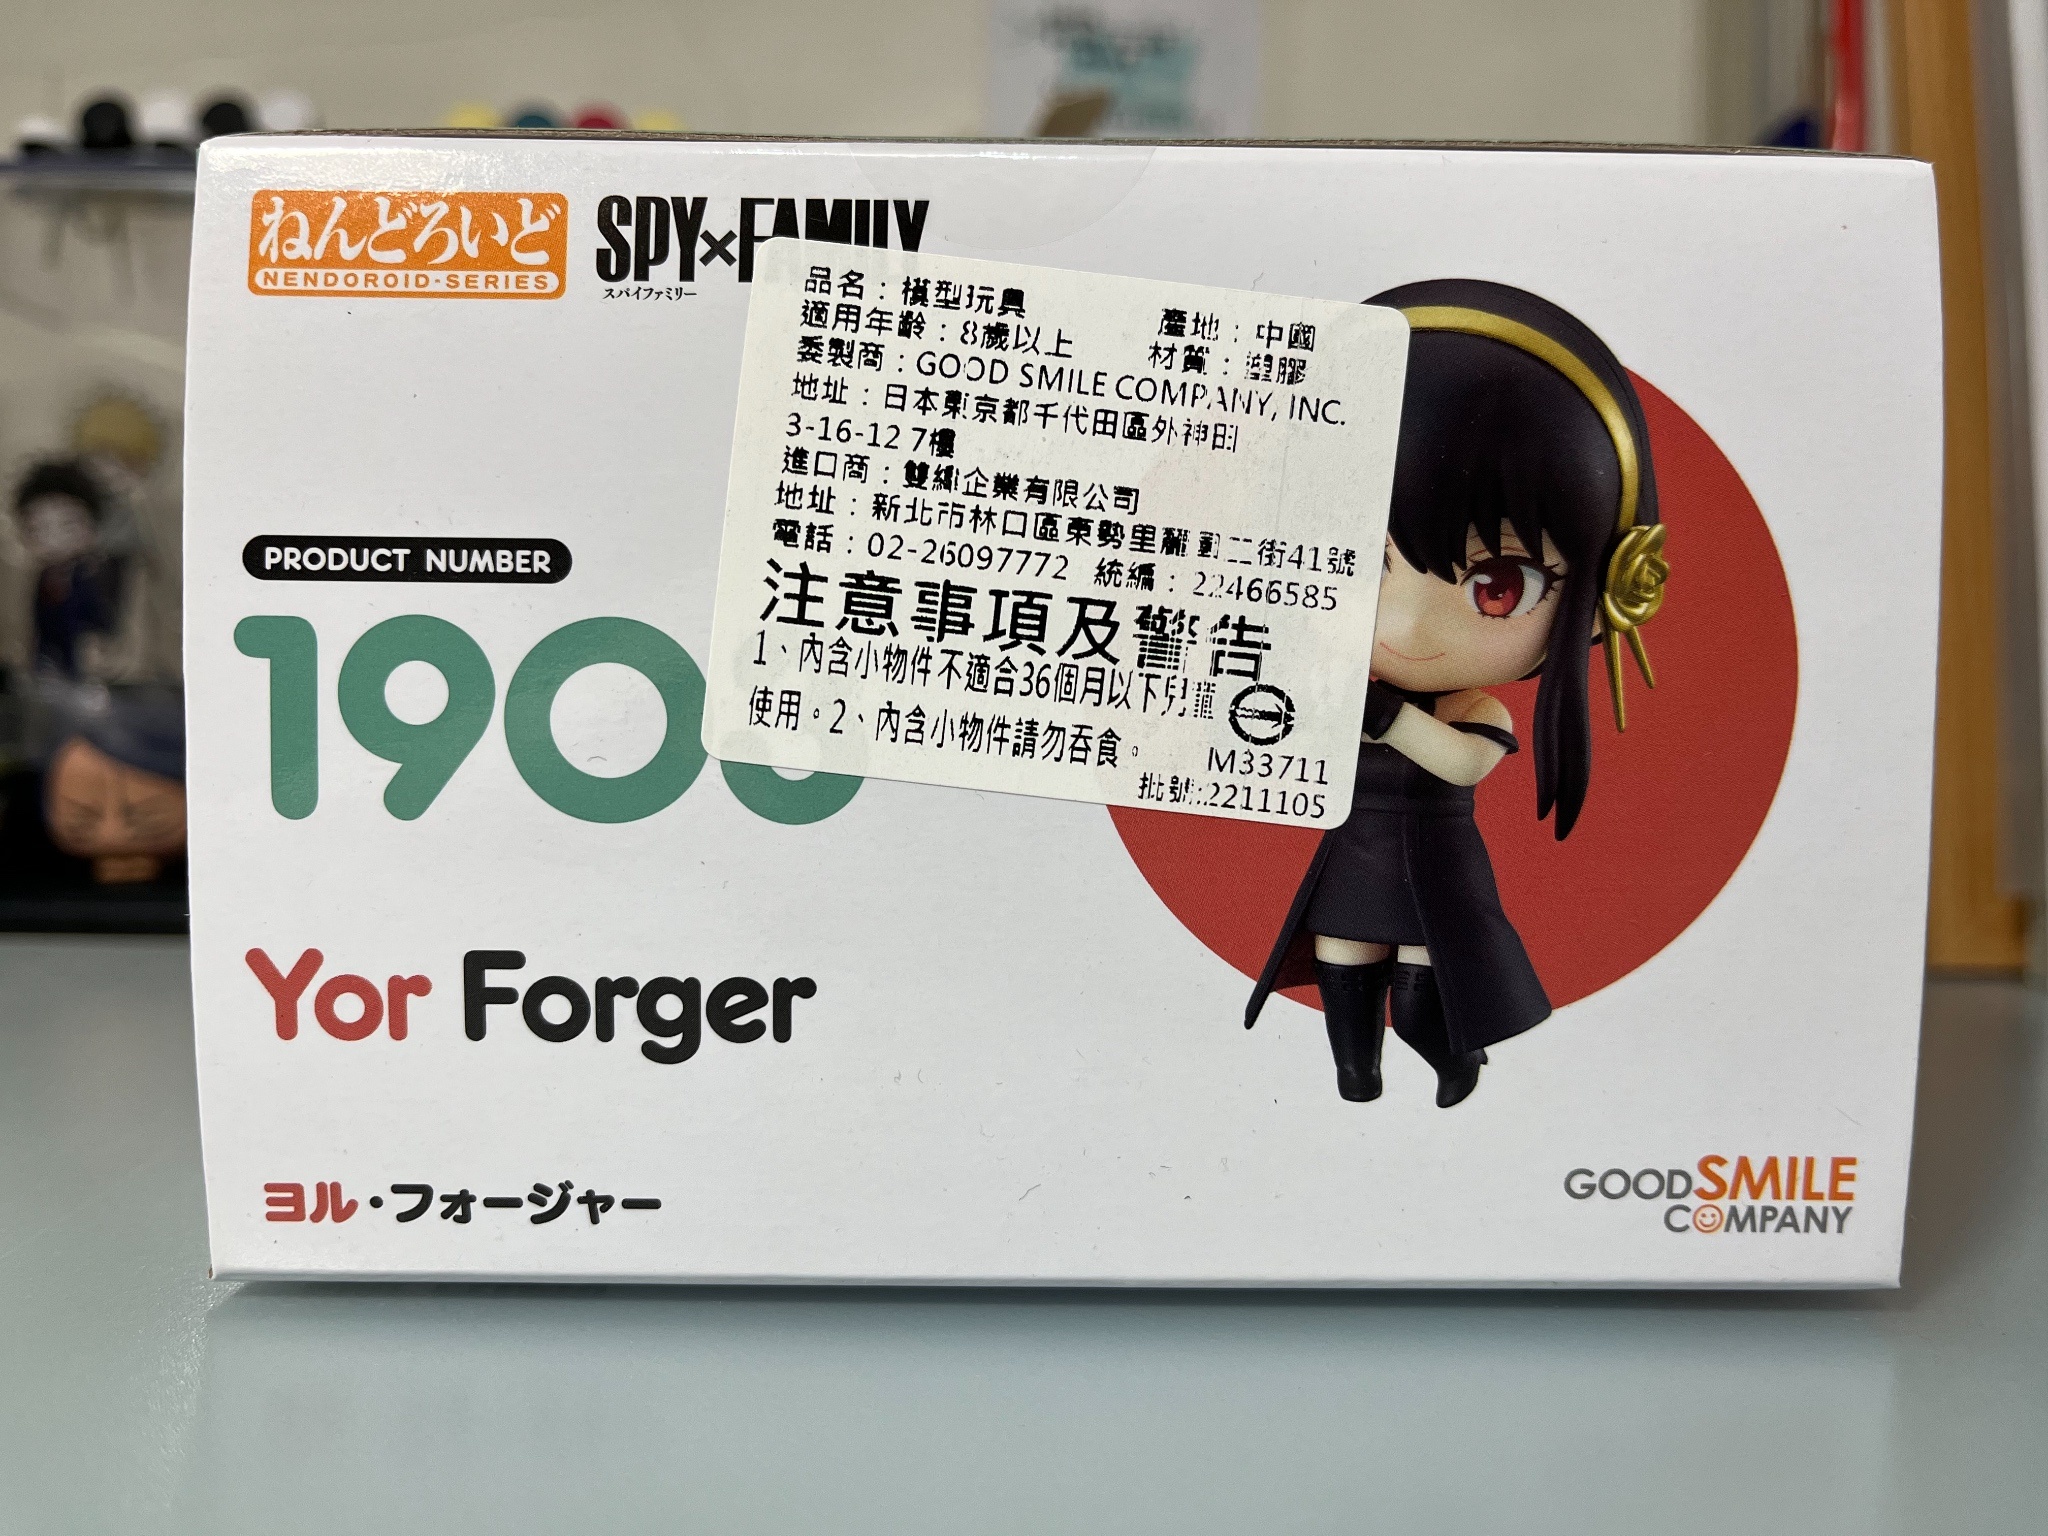 ねんどろいど
NENDOROID-SERIES
SPY×FAMILY
スパイファミリー
品名：模型玩具
產地：中國
適用年齡：8歲以上
材質：塑膠
委製商：GOOD SMILE COMPANY, INC.
地址：日本東京都千代田區外神田
3-16-12 7樓
進口商：雙 企業有限公司
地址：新北市林口區東勢里 二街41號
電話：02-26097772 統編：22466585
注意事項及警告
1、內含小物件不適合36個月以下兒童
使用。2、內含小物件請勿吞食。
M33711
批號:2211105
PRODUCT NUMBER
190
Yor Forger
ヨル・フォージャー
GOOD SMILE
COMPANY